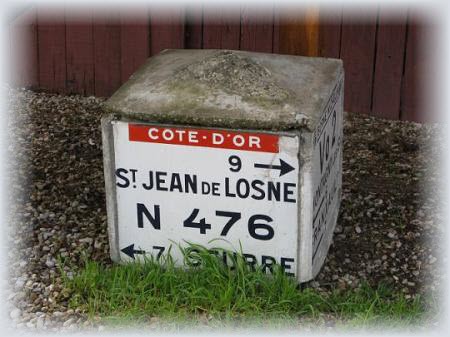 COTE-D'OR
9 →
ST JEAN DE LOSNE
N 476
← 7 SEURRE